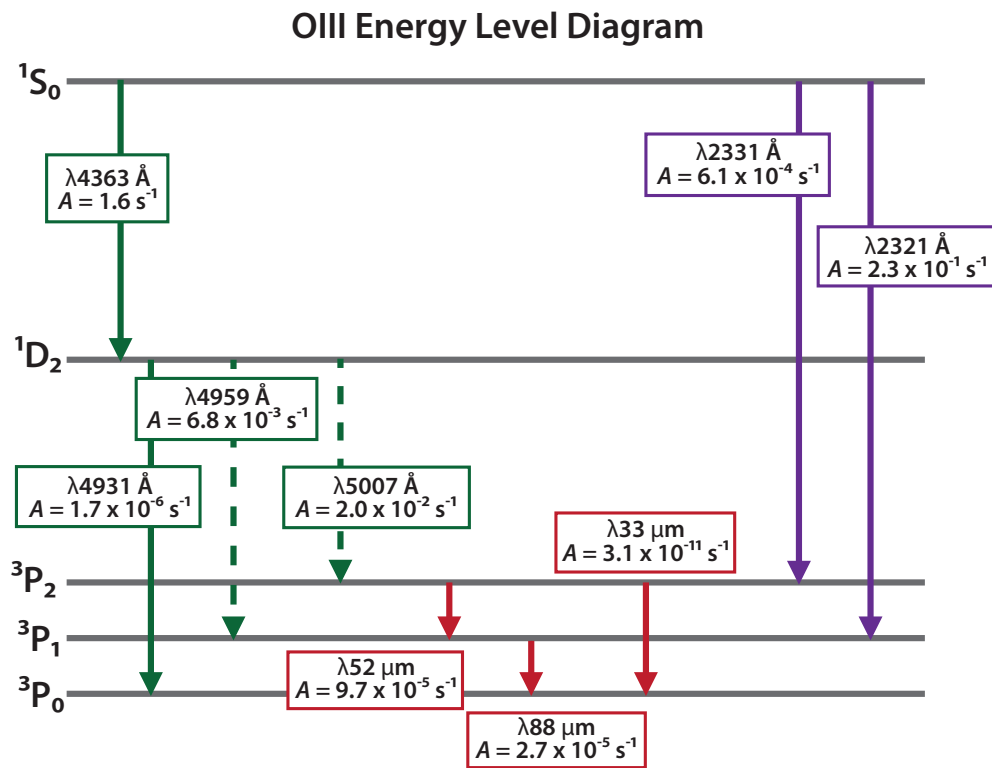 OIII Energy Level Diagram
¹S₀
λ4363 Å
A = 1.6 s⁻¹
λ2331 Å
A = 6.1 x 10⁻⁴ s⁻¹
λ2321 Å
A = 2.3 x 10⁻¹ s⁻¹
¹D₂
λ4959 Å
A = 6.8 x 10⁻³ s⁻¹
λ4931 Å
A = 1.7 x 10⁻⁶ s⁻¹
λ5007 Å
A = 2.0 x 10⁻² s⁻¹
λ33 μm
A = 3.1 x 10⁻¹¹ s⁻¹
³P₂
³P₁
λ52 μm
A = 9.7 x 10⁻⁵ s⁻¹
³P₀
λ88 μm
A = 2.7 x 10⁻⁵ s⁻¹